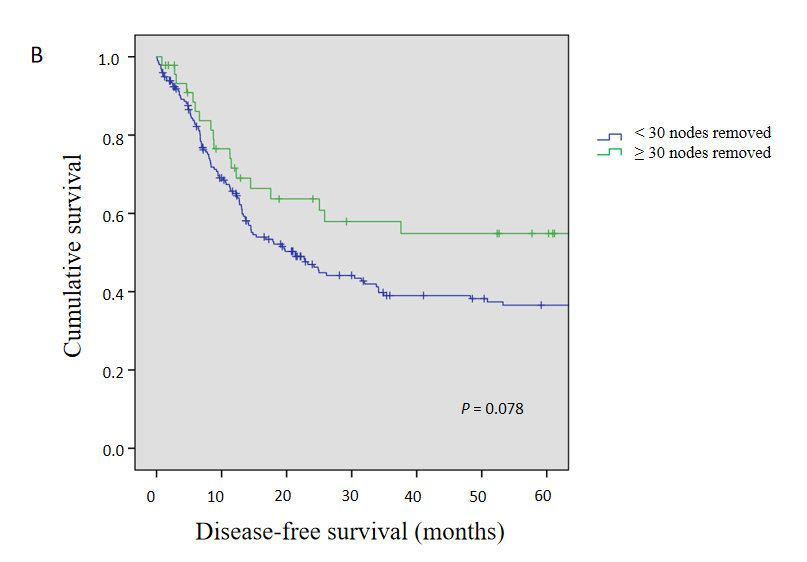 B
1.0
0.8
0.6
0.4
0.2
0.0
Cumulative survival
0 10 20 30 40 50 60
Disease-free survival (months)
P = 0.078
< 30 nodes removed
≥ 30 nodes removed